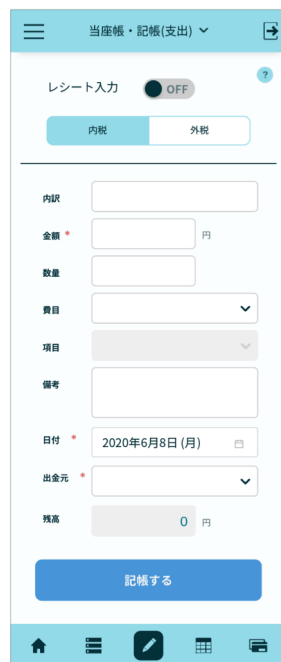 当座帳・記帳(支出)
?
レシート入力 OFF
内税 外税
内訳
金額 * 円
数量
費目
項目
備考
日付 * 2020年6月8日 (月)
出金元 *
残高 0 円
記帳する